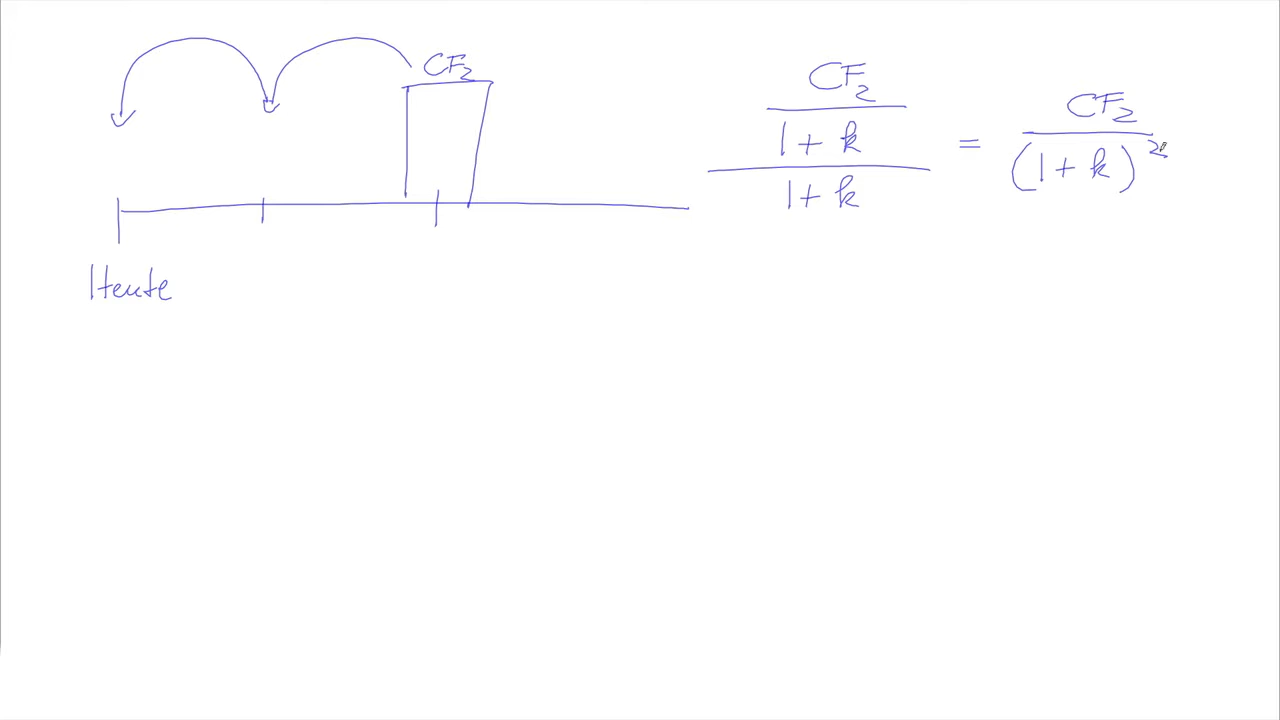 CF₂
Heute
CF₂
1 + k
1 + k
=
CF₂
(1 + k)²